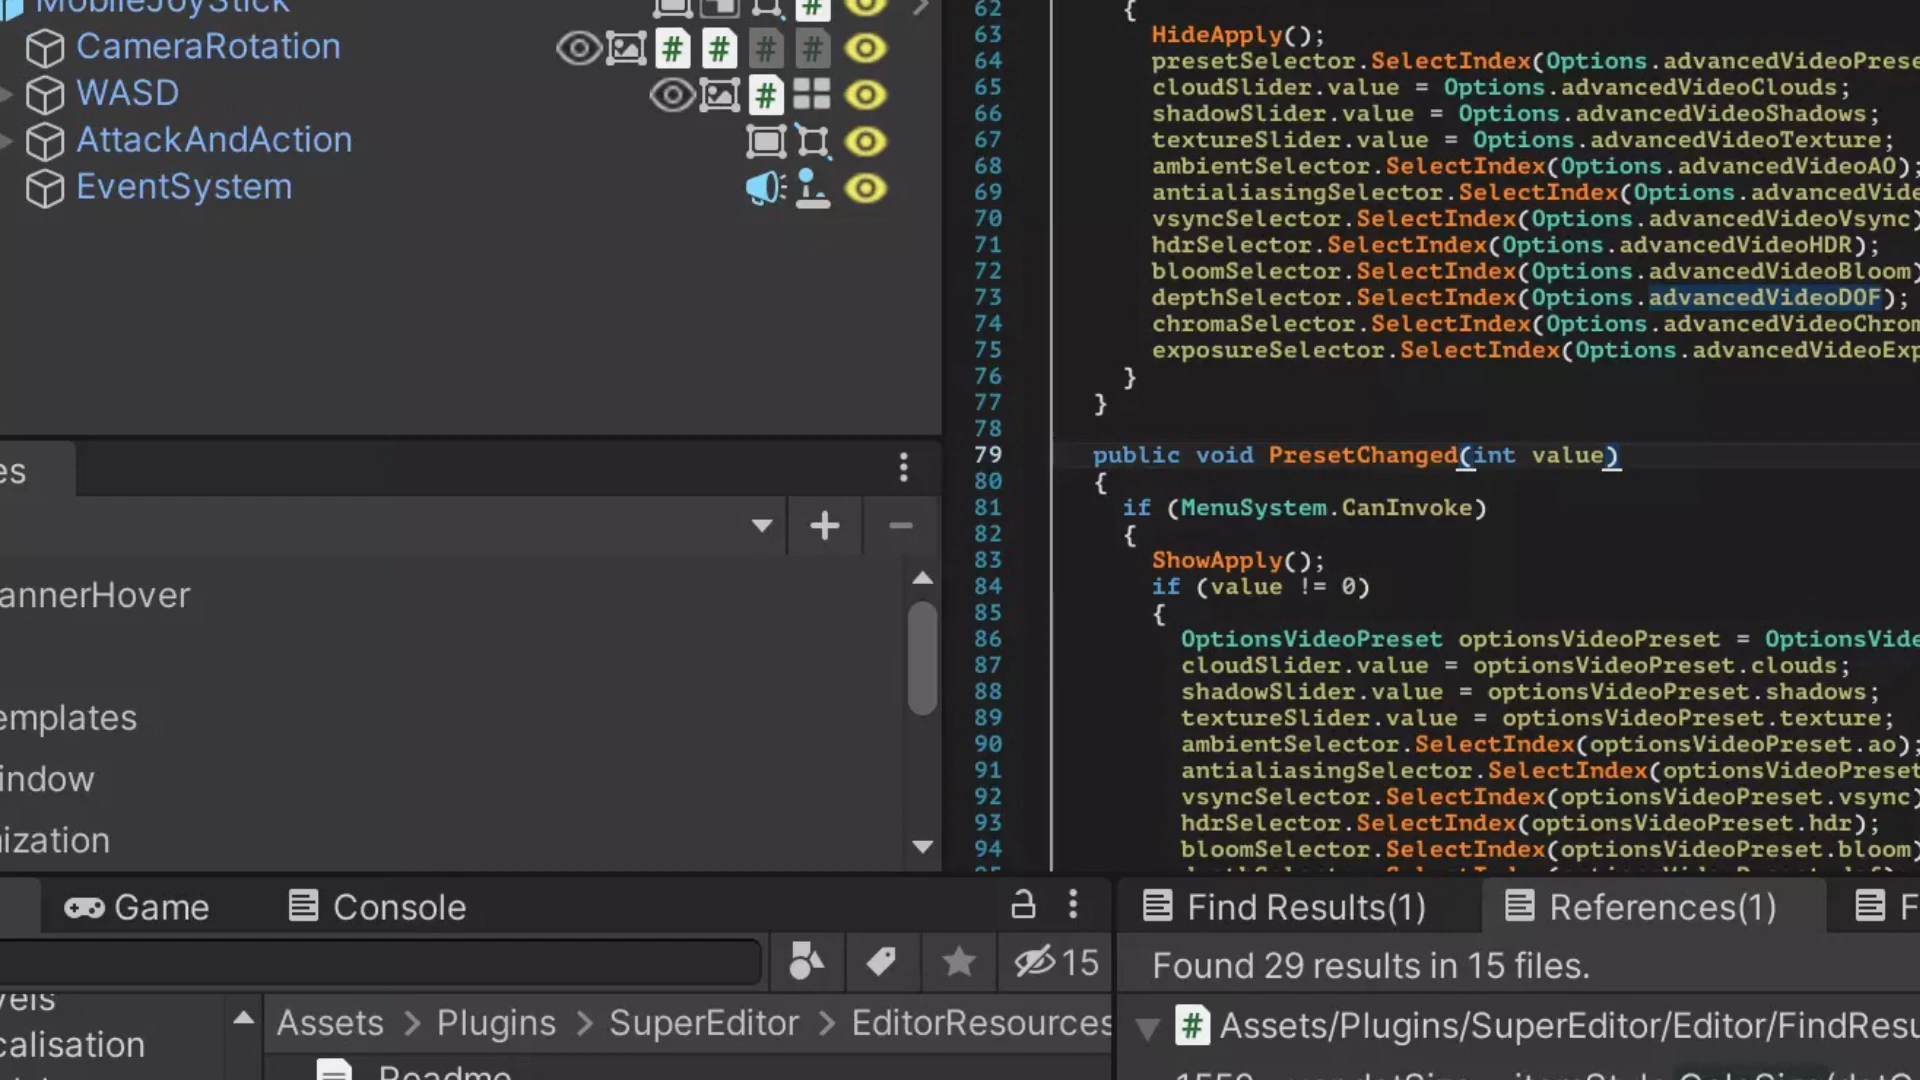 MobileJoyStick
CameraRotation
WASD
AttackAndAction
EventSystem
es
annerHover
emplates
indow
ization
Game
Console
15
vels
calisation
Assets > Plugins > SuperEditor > EditorResources
Readme
62 {
63 HideApply();
64 presetSelector.SelectIndex(Options.advancedVideoPrese
65 cloudSlider.value = Options.advancedVideoClouds;
66 shadowSlider.value = Options.advancedVideoShadows;
67 textureSlider.value = Options.advancedVideoTexture;
68 ambientSelector.SelectIndex(Options.advancedVideoAO);
69 antialiasingSelector.SelectIndex(Options.advancedVide
70 vsyncSelector.SelectIndex(Options.advancedVideoVsync)
71 hdrSelector.SelectIndex(Options.advancedVideoHDR);
72 bloomSelector.SelectIndex(Options.advancedVideoBloom)
73 depthSelector.SelectIndex(Options.advancedVideoDOF);
74 chromaSelector.SelectIndex(Options.advancedVideoChrom
75 exposureSelector.SelectIndex(Options.advancedVideoExp
76 }
77 }
78
79 public void PresetChanged(int value)
80 {
81 if (MenuSystem.CanInvoke)
82 {
83 ShowApply();
84 if (value != 0)
85 {
86 OptionsVideoPreset optionsVideoPreset = OptionsVide
87 cloudSlider.value = optionsVideoPreset.clouds;
88 shadowSlider.value = optionsVideoPreset.shadows;
89 textureSlider.value = optionsVideoPreset.texture;
90 ambientSelector.SelectIndex(optionsVideoPreset.ao);
91 antialiasingSelector.SelectIndex(optionsVideoPreset
92 vsyncSelector.SelectIndex(optionsVideoPreset.vsync)
93 hdrSelector.SelectIndex(optionsVideoPreset.hdr);
94 bloomSelector.SelectIndex(optionsVideoPreset.bloom)
Find Results(1)
References(1)
F
Found 29 results in 15 files.
Assets/Plugins/SuperEditor/Editor/FindResu